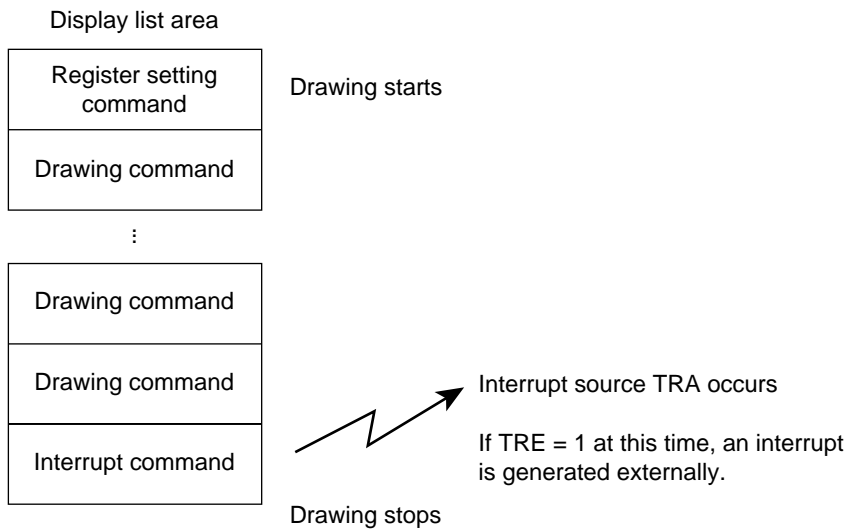 Display list area
Register setting
command
Drawing starts
Drawing command
...
Drawing command
Drawing command
Interrupt source TRA occurs
Interrupt command
If TRE = 1 at this time, an interrupt
is generated externally.
Drawing stops